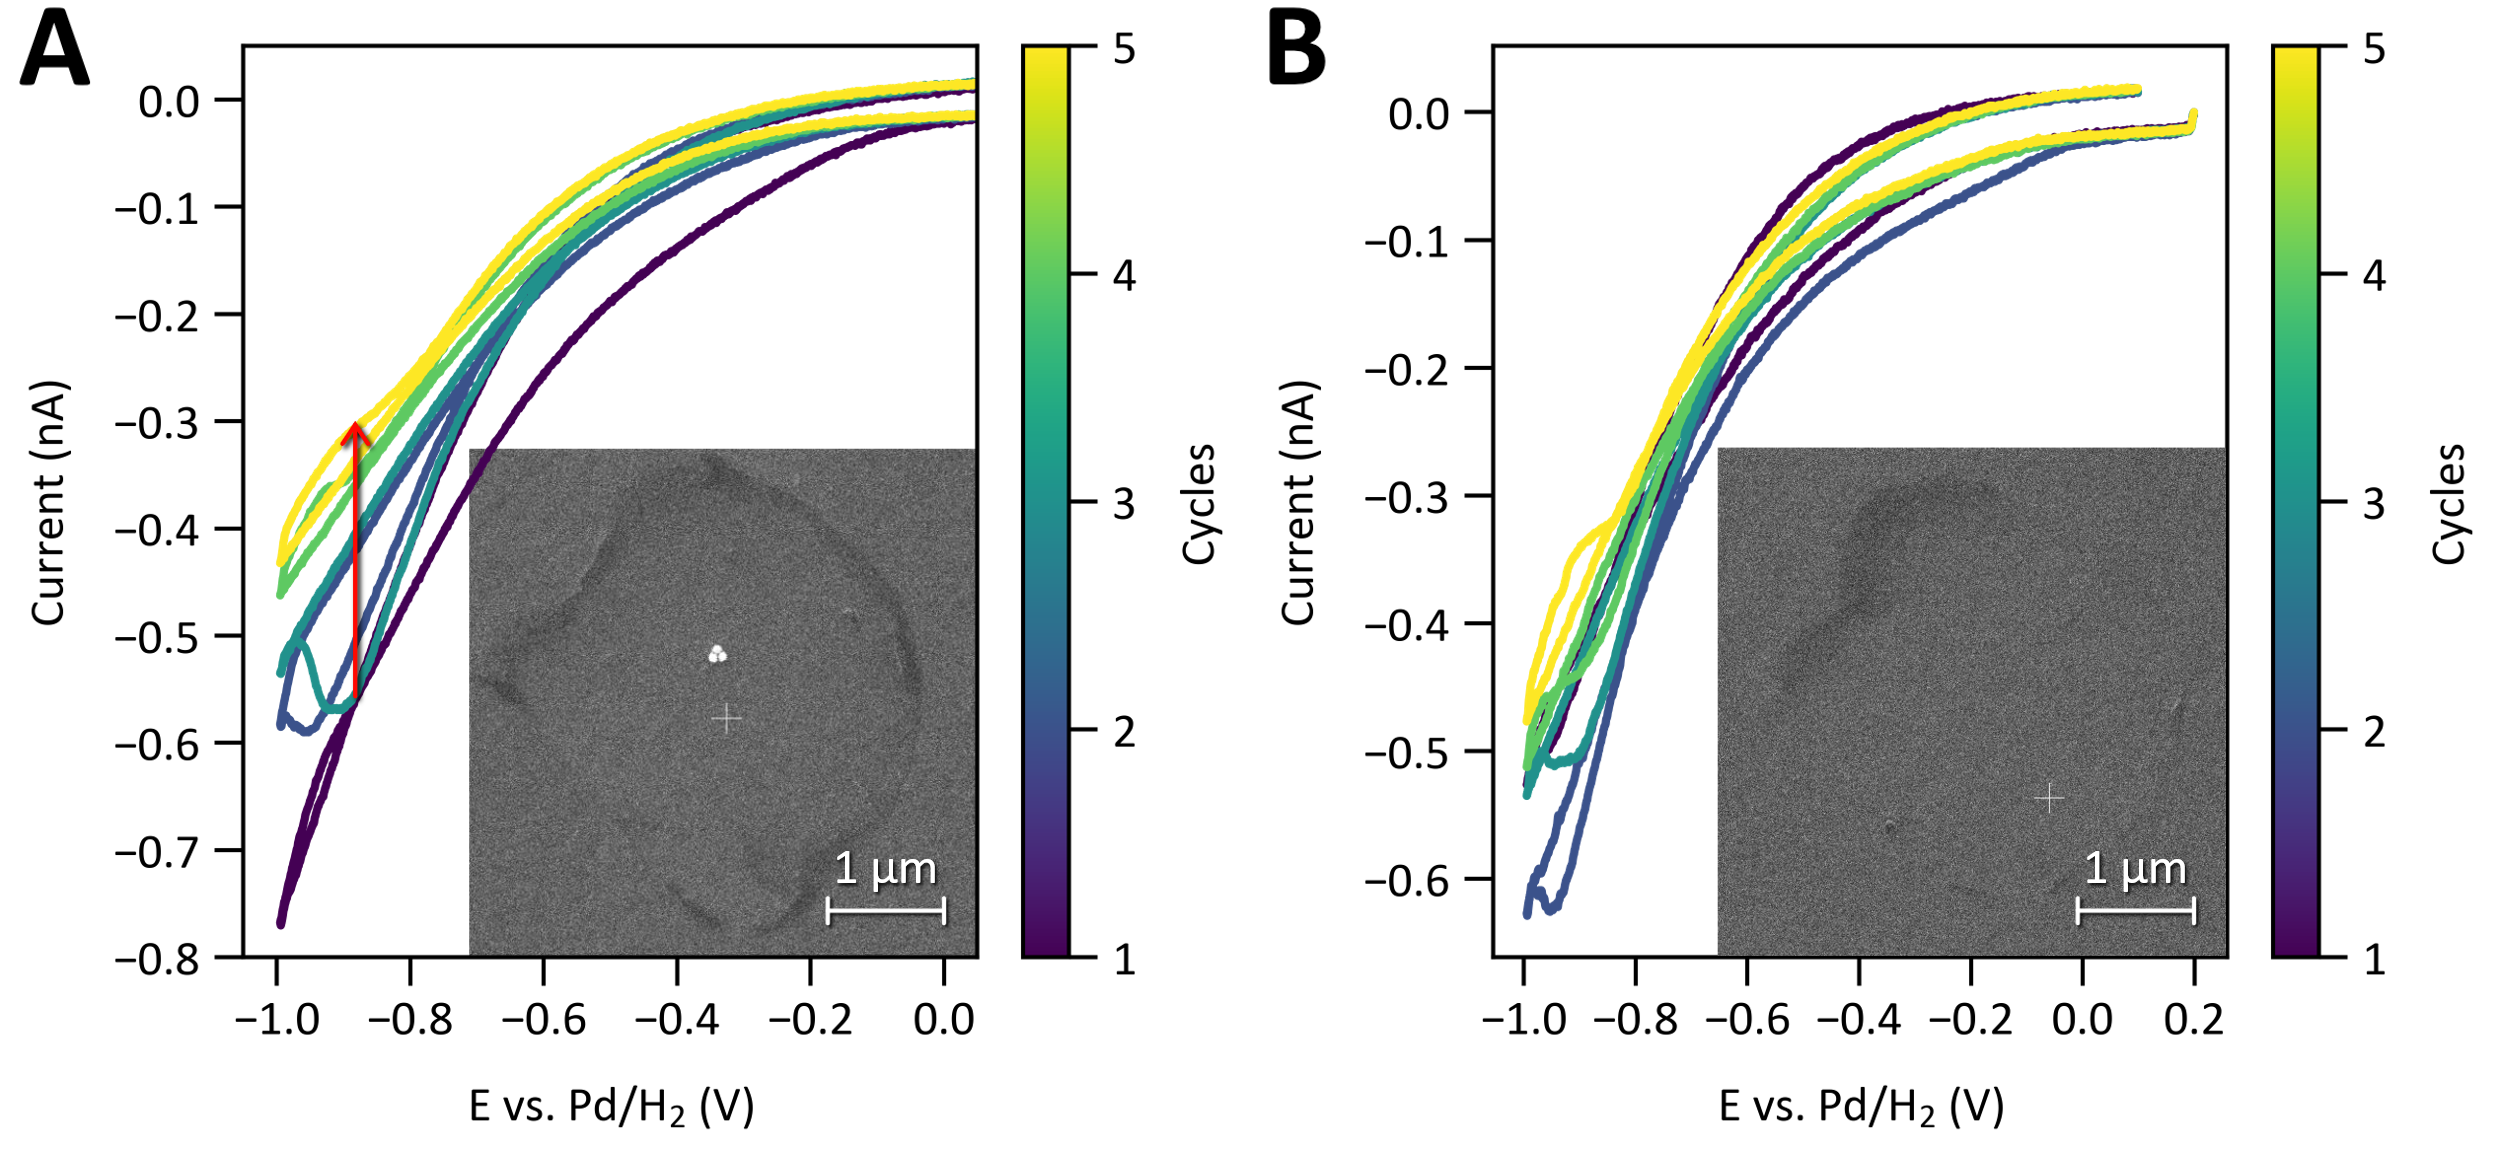 A
0.0
−0.1
−0.2
−0.3
−0.4
−0.5
−0.6
−0.7
−0.8
Current (nA)
−1.0 −0.8 −0.6 −0.4 −0.2 0.0
E vs. Pd/H₂ (V)
1 µm
5
4
3
2
1
Cycles
B
0.0
−0.1
−0.2
−0.3
−0.4
−0.5
−0.6
Current (nA)
−1.0 −0.8 −0.6 −0.4 −0.2 0.0 0.2
E vs. Pd/H₂ (V)
1 µm
5
4
3
2
1
Cycles